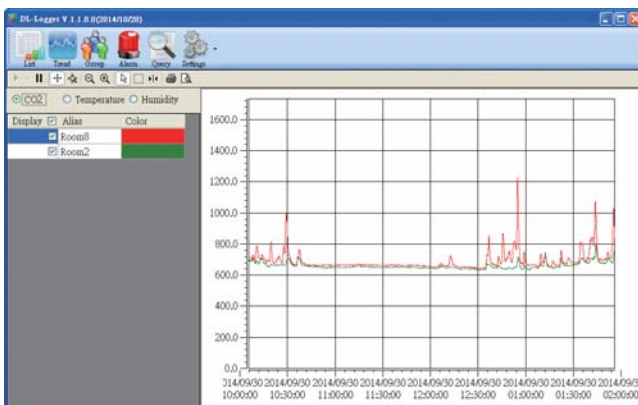 DL-Logger V 1.1.0.0(2014/10/20)
List Trend Group Alarm Query Settings
CO2 Temperature Humidity
Display Alias Color
Room8
Room2
1600.0
1400.0
1200.0
1000.0
800.0
600.0
400.0
200.0
0.0
014/09/30 2014/09/30 2014/09/30 2014/09/30 2014/09/30 2014/09/30 2014/09/30 2014/09/30 2014/09/30
10:00:00 10:30:00 11:00:00 11:30:00 12:00:00 12:30:00 01:00:00 01:30:00 02:00:00